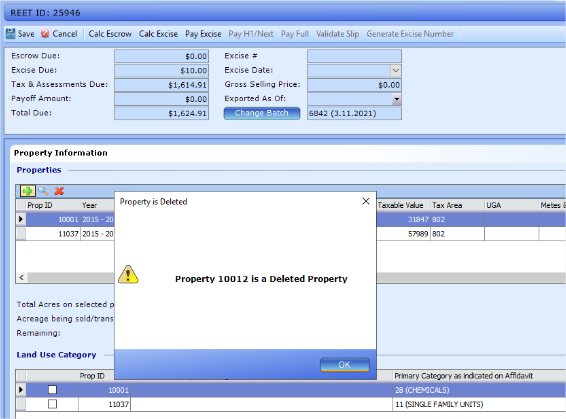 REET ID: 25946
Save Cancel Calc Escrow Calc Excise Pay Excise Pay H1/Next Pay Full Validate Slip Generate Excise Number
Escrow Due: $0.00 Excise #
Excise Due: $10.00 Excise Date:
Tax & Assessments Due: $1,614.91 Gross Selling Price: $0.00
Payoff Amount: $0.00 Exported As Of:
Total Due: $1,624.91 Change Batch 6842 (3.11.2021)
Property Information
Properties
Prop ID Year Taxable Value Tax Area UGA Metes &
10001 2015 - 20 31847 802
11037 2015 - 20 57989 802
Property is Deleted
Property 10012 is a Deleted Property
OK
Total Acres on selected p
Acreage being sold/trans
Remaining:
Land Use Category
Prop ID Primary Category as indicated on Affidavit
10001 28 (CHEMICALS)
11037 11 (SINGLE FAMILY UNITS)